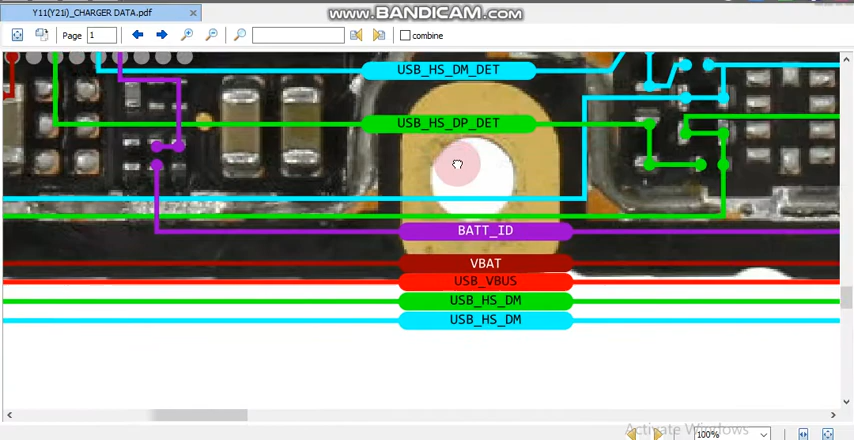 www.BANDICAM.com
Y11(Y21i)_CHARGER DATA.pdf
Page 1
combine
USB_HS_DM_DET
USB_HS_DP_DET
BATT_ID
VBAT
USB_VBUS
USB_HS_DM
USB_HS_DM
Activate Windows
100%